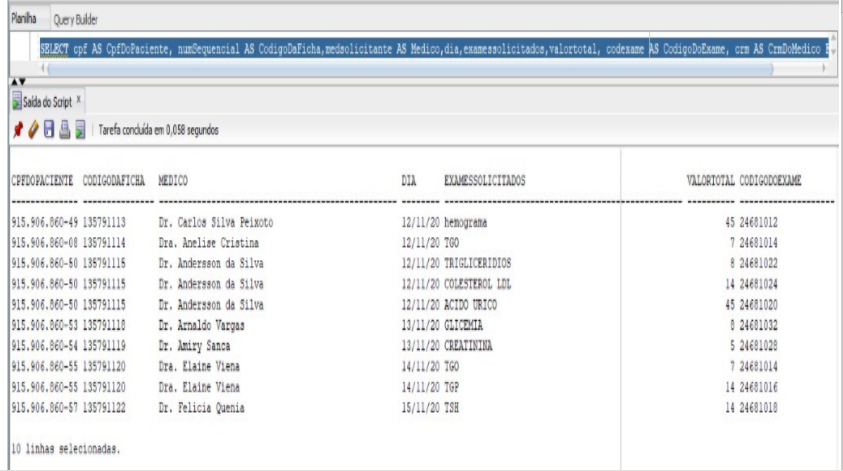 Planilha Query Builder
SELECT cpf AS CpfDoPaciente, numSequencial AS CodigoDaFicha,medsolicitante AS Medico,dia,examessolicitados,valortotal, codexame AS CodigoDoExame, crm AS CrmDoMedico
Saída do Script ×
Tarefa concluída em 0,058 segundos
CPFDOPACIENTE CODIGODAFICHA MEDICO DIA EXAMESSOLICITADOS VALORTOTAL CODIGODOEXAME
915.906.860-49 135791113 Dr. Carlos Silva Peixoto 12/11/20 hemograma 45 24681012
915.906.860-08 135791114 Dra. Anelise Cristina 12/11/20 TGO 7 24681014
915.906.860-50 135791115 Dr. Andersson da Silva 12/11/20 TRIGLICERIDIOS 8 24681022
915.906.860-50 135791115 Dr. Andersson da Silva 12/11/20 COLESTEROL LDL 14 24681024
915.906.860-50 135791115 Dr. Andersson da Silva 12/11/20 ACIDO URICO 45 24681020
915.906.860-53 135791118 Dr. Arnaldo Vargas 13/11/20 GLICEMIA 8 24681032
915.906.860-54 135791119 Dr. Amiry Sanca 13/11/20 CREATININA 5 24681028
915.906.860-55 135791120 Dra. Elaine Viena 14/11/20 TGO 7 24681014
915.906.860-55 135791120 Dra. Elaine Viena 14/11/20 TGP 14 24681016
915.906.860-57 135791122 Dr. Felicia Quenia 15/11/20 TSH 14 24681018
10 linhas selecionadas.